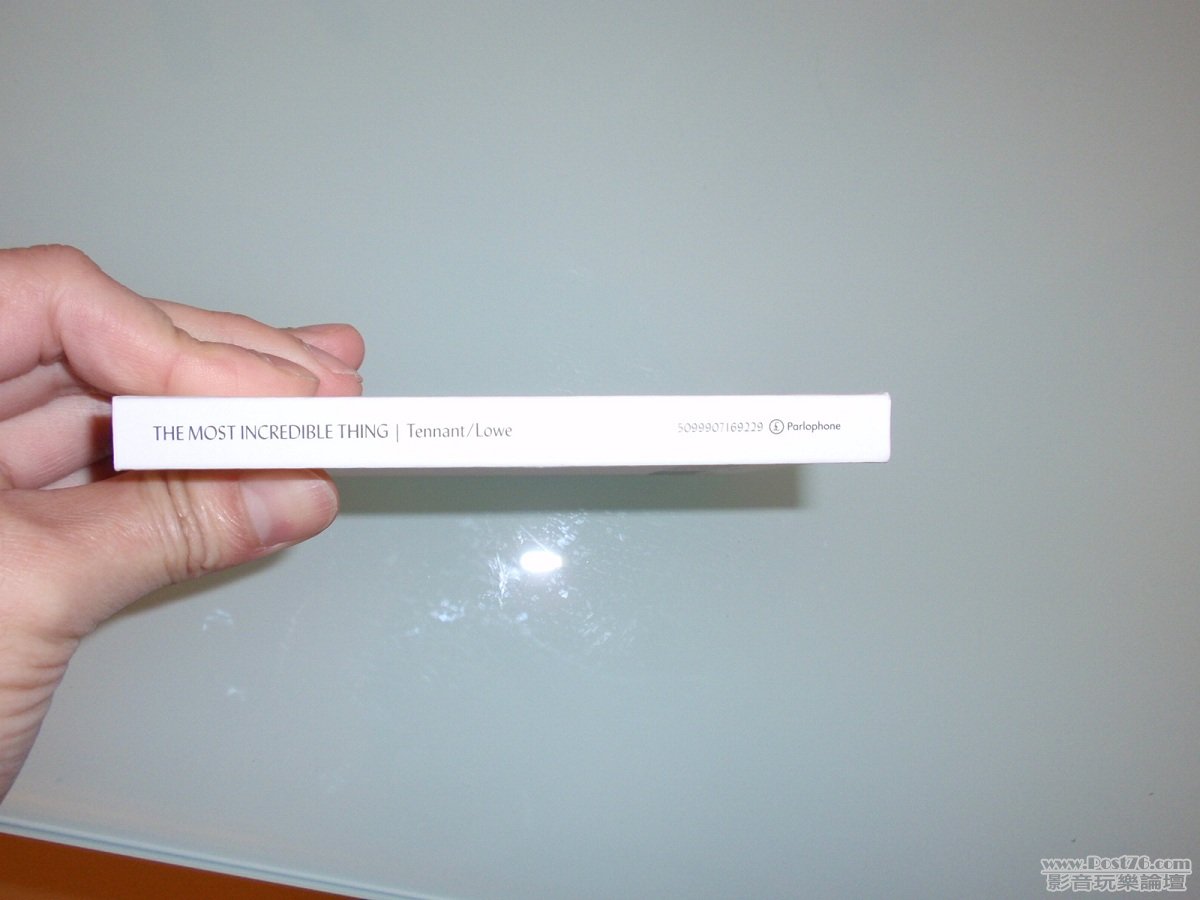 THE MOST INCREDIBLE THING | Tennant/Lowe 5099907169229 £ Parlophone
www.Post76.com
影音玩樂論壇